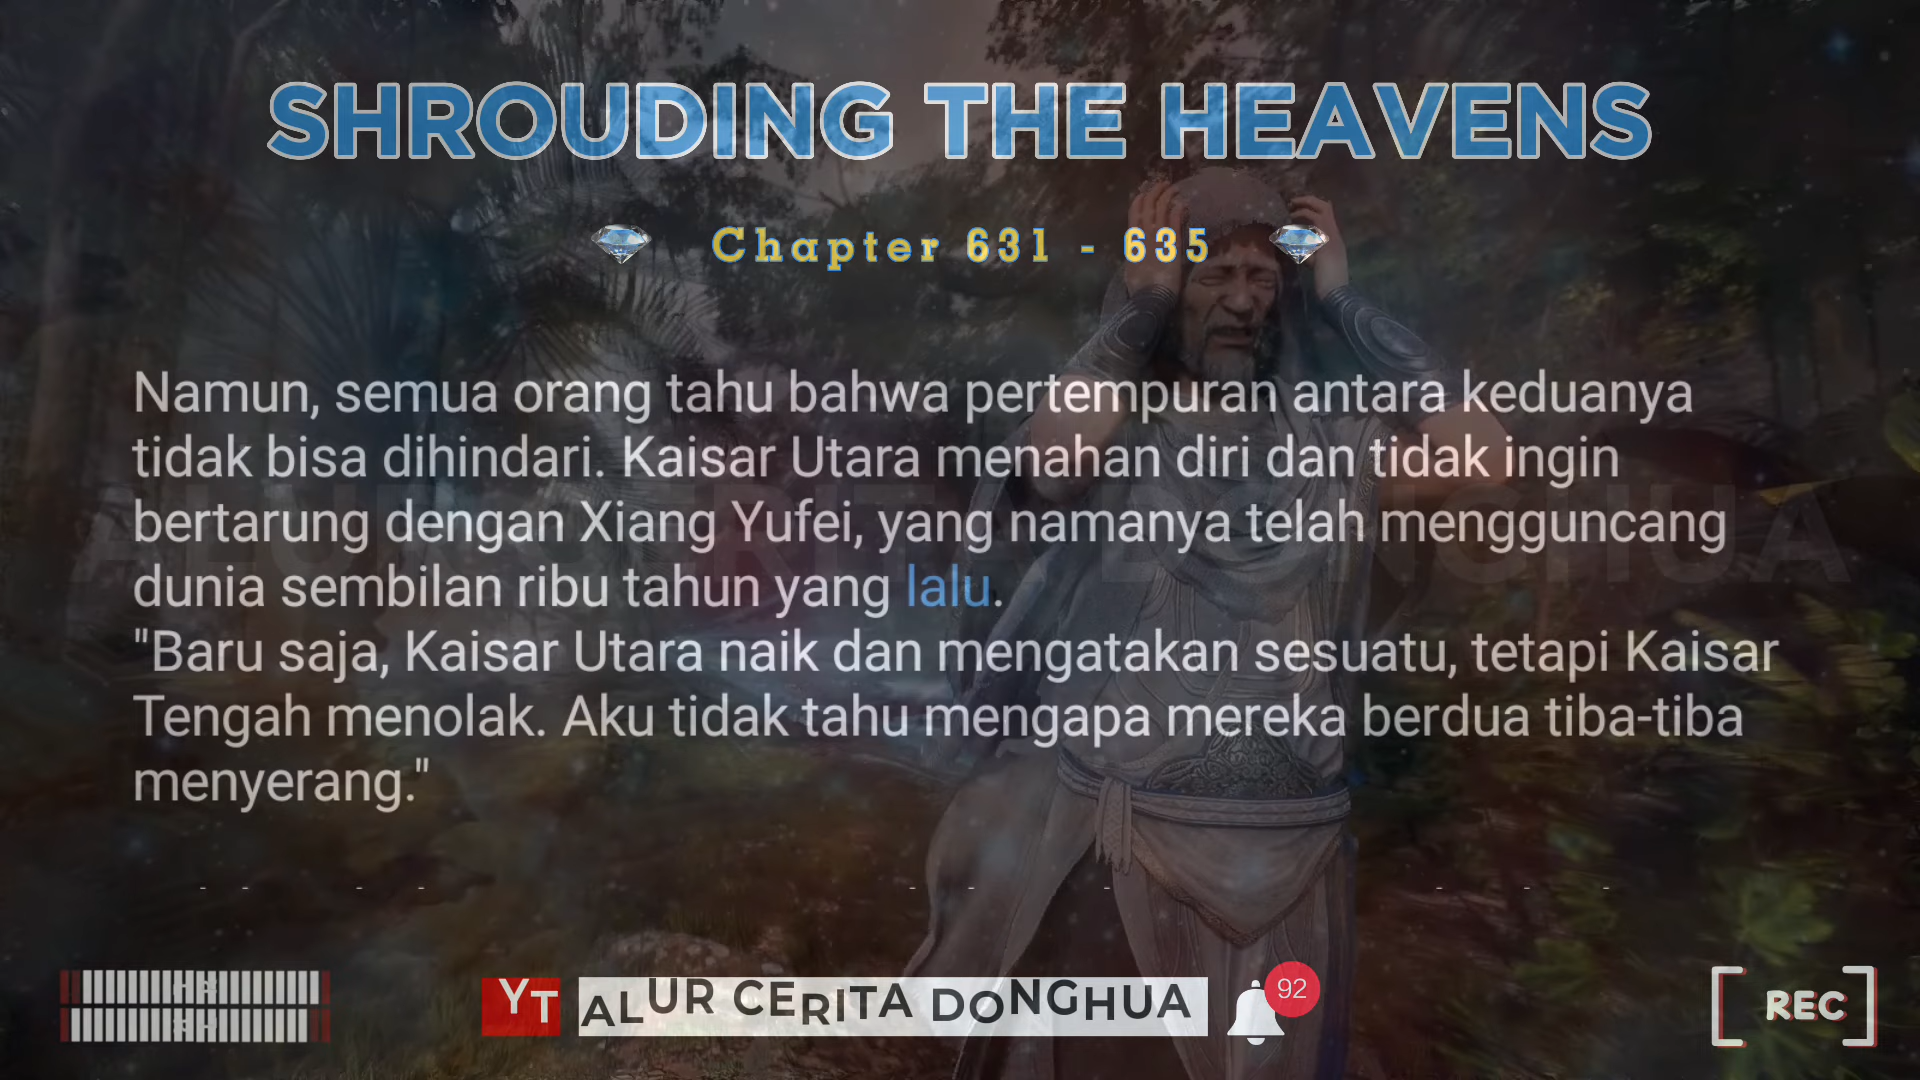 SHROUDING THE HEAVENS
Chapter 631 - 635
Namun, semua orang tahu bahwa pertempuran antara keduanya
tidak bisa dihindari. Kaisar Utara menahan diri dan tidak ingin
bertarung dengan Xiang Yufei, yang namanya telah mengguncang
dunia sembilan ribu tahun yang lalu.
"Baru saja, Kaisar Utara naik dan mengatakan sesuatu, tetapi Kaisar
Tengah menolak. Aku tidak tahu mengapa mereka berdua tiba-tiba
menyerang."
ALUR CERITA DONGHUA
YT ALUR CERITA DONGHUA 92
REC